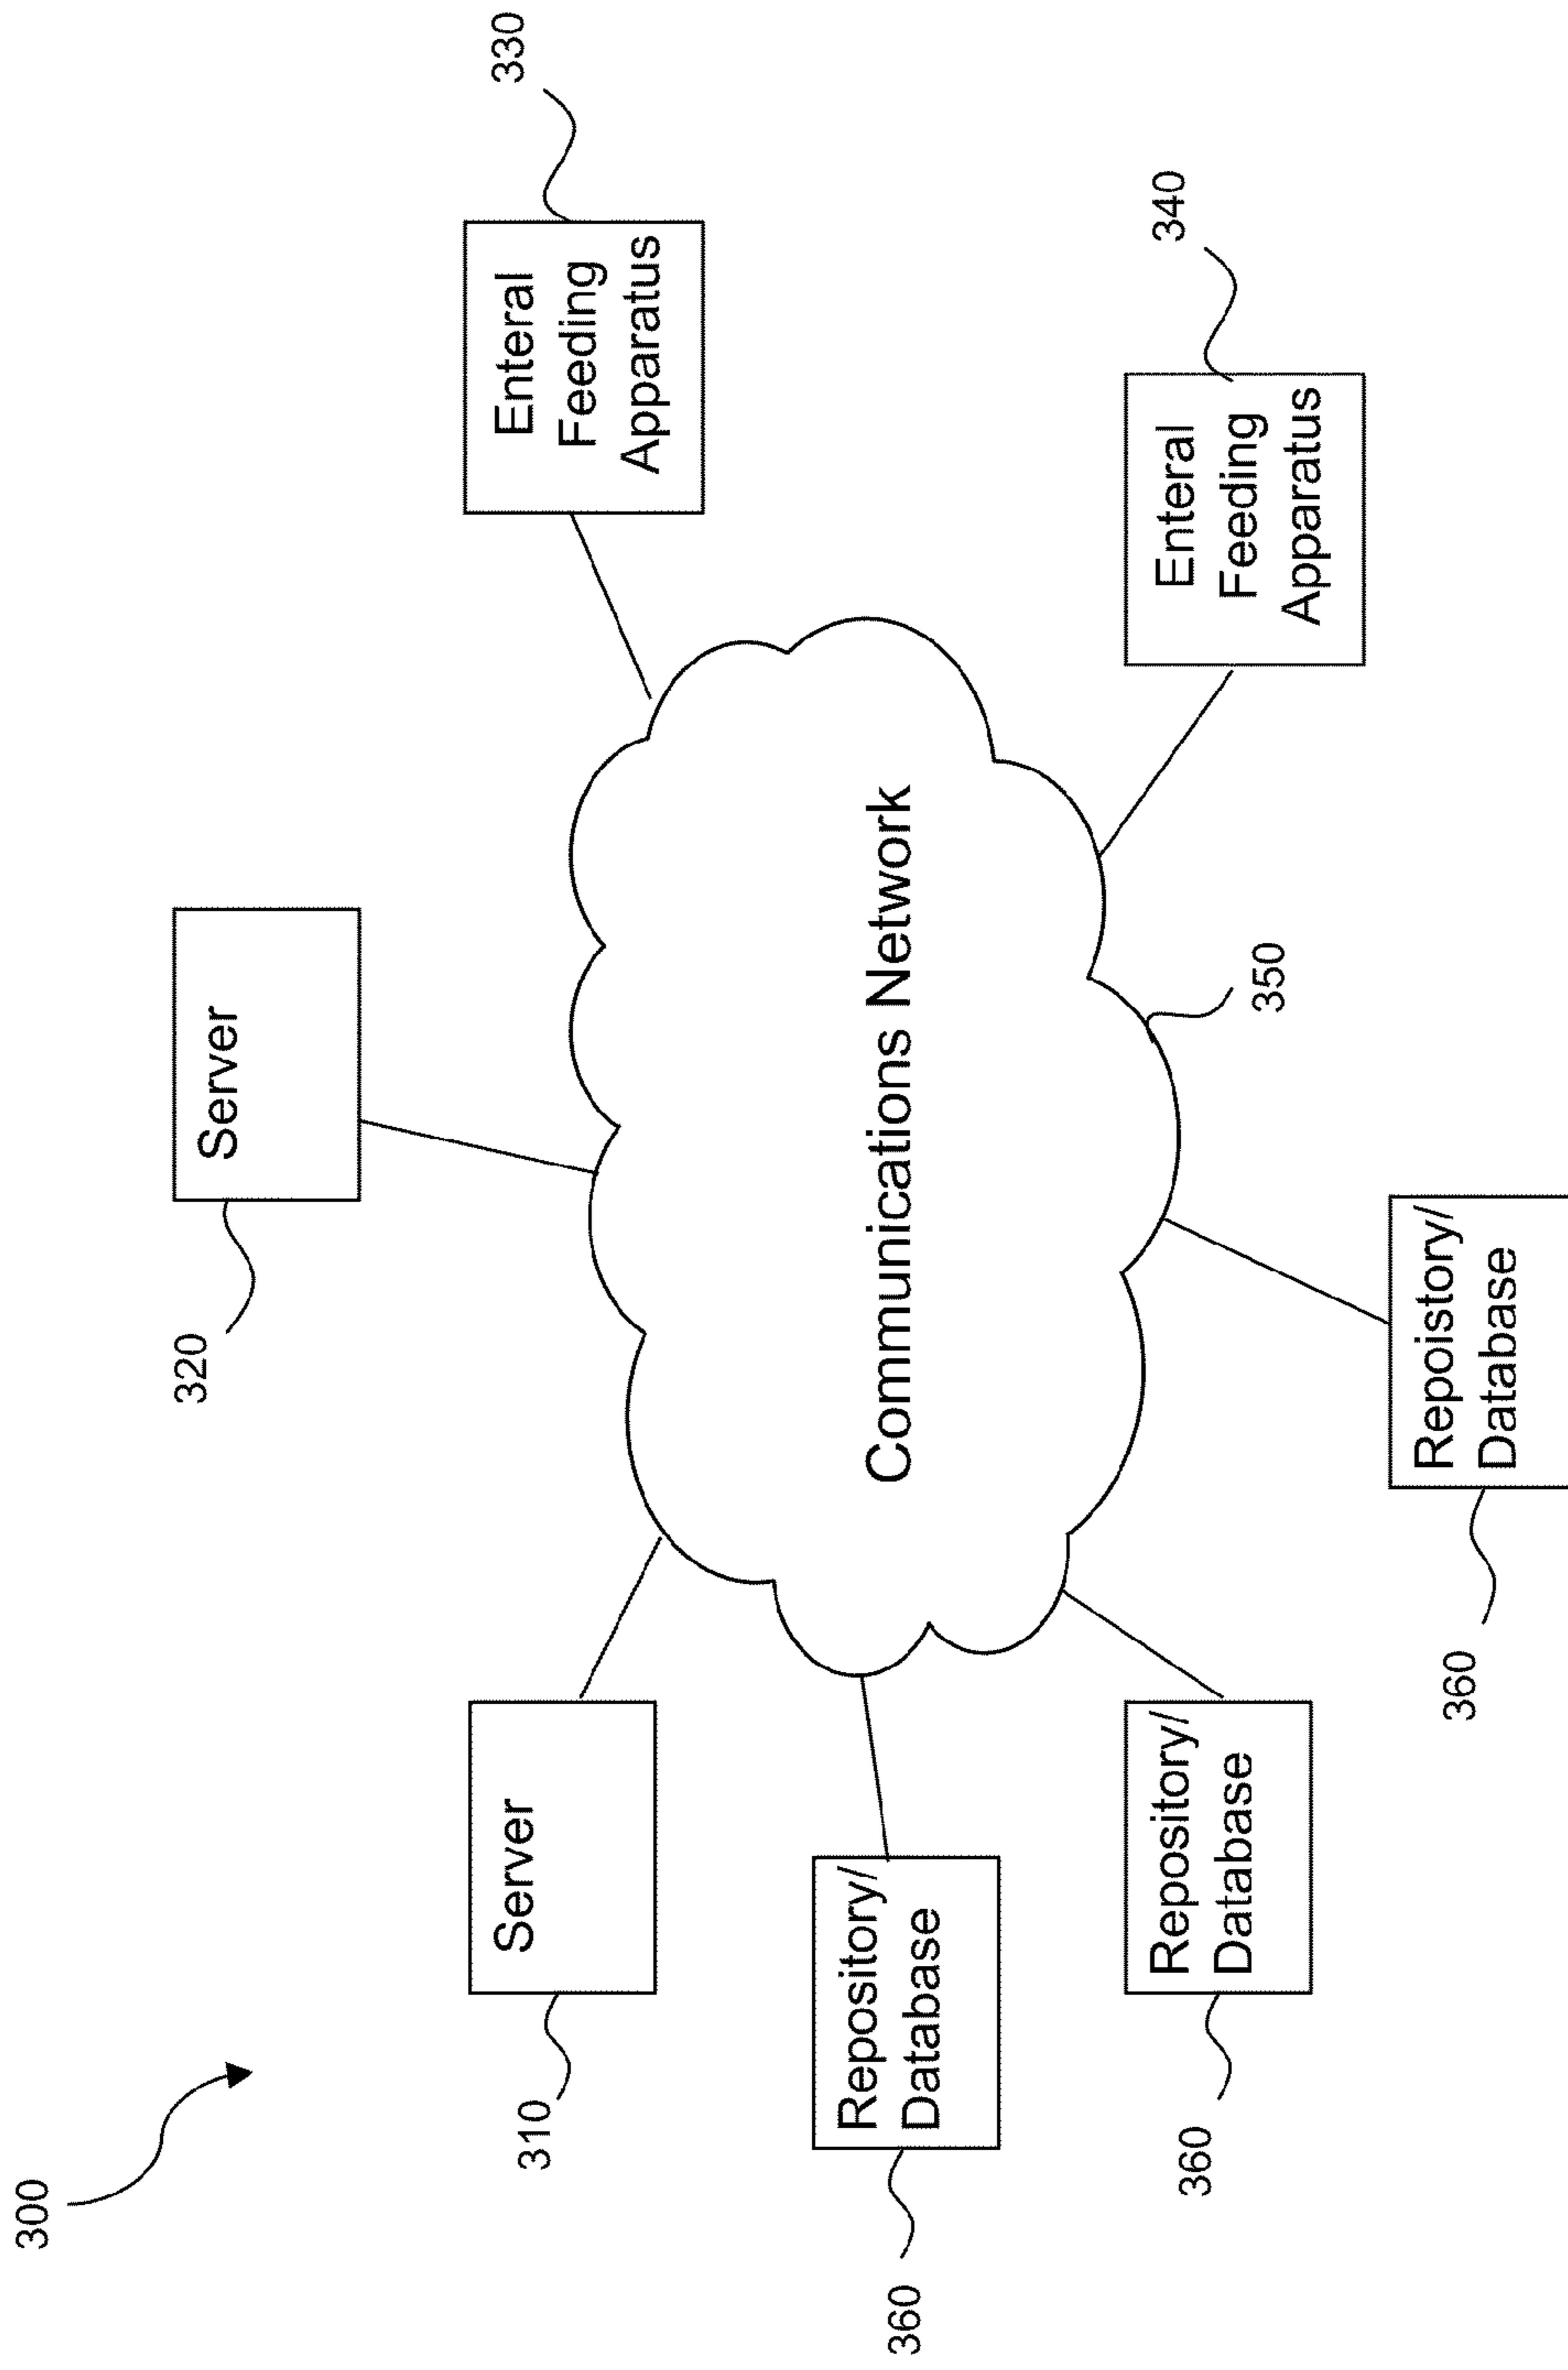 300
320
Server
330
Enteral
Feeding
Apparatus
310
Server
Communications Network
360
Repository/
Database
340
Enteral
Feeding
Apparatus
350
360
Repository/
Database
360
Repoistory/
Database